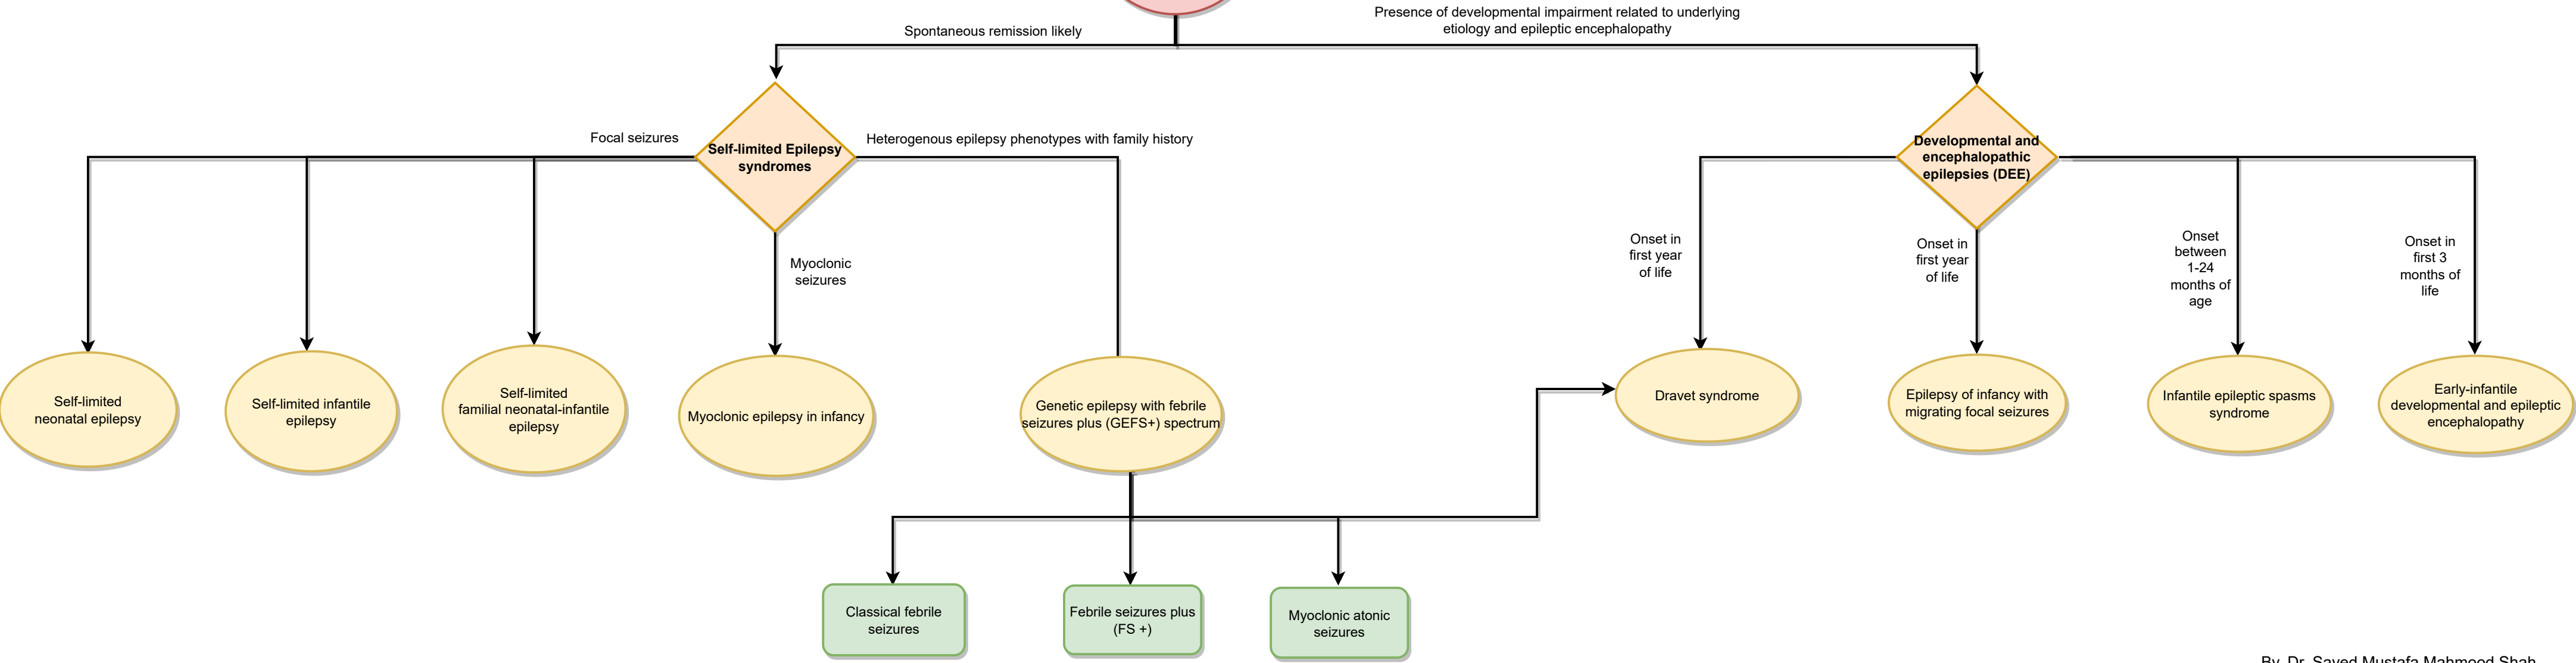 Spontaneous remission likely
Presence of developmental impairment related to underlying
etiology and epileptic encephalopathy
Focal seizures
Self-limited Epilepsy
syndromes
Heterogenous epilepsy phenotypes with family history
Developmental and
encephalopathic
epilepsies (DEE)
Myoclonic
seizures
Onset in
first year
of life
Onset in
first year
of life
Onset
between
1-24
months of
age
Onset in
first 3
months of
life
Self-limited
neonatal epilepsy
Self-limited infantile
epilepsy
Self-limited
familial neonatal-infantile
epilepsy
Myoclonic epilepsy in infancy
Genetic epilepsy with febrile
seizures plus (GEFS+) spectrum
Dravet syndrome
Epilepsy of infancy with
migrating focal seizures
Infantile epileptic spasms
syndrome
Early-infantile
developmental and epileptic
encephalopathy
Classical febrile
seizures
Febrile seizures plus
(FS +)
Myoclonic atonic
seizures
By, Dr. Sayed Mustafa Mahmood Shah